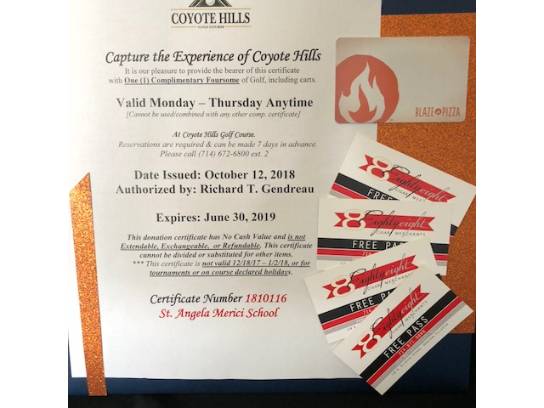 COYOTE HILLS
Capture the Experience of Coyote Hills
It is our pleasure to provide the bearer of this certificate
with One (1) Complimentary Foursome of Golf, including carts.
Valid Monday – Thursday Anytime
[Cannot be used/combined with any other comp. certificate]
At Coyote Hills Golf Course.
Reservations are required & can be made 7 days in advance.
Please call (714) 672-6800 ext. 2
Date Issued: October 12, 2018
Authorized by: Richard T. Gendreau
Expires: June 30, 2019
This donation certificate has No Cash Value and is not
Extendable, Exchangeable, or Refundable. This certificate
cannot be divided or substituted for other items.
*** This certificate is not valid 12/18/17 – 1/2/18, or for
tournaments or on course declared holidays.
Certificate Number 1810116
St. Angela Merici School
BLAZE PIZZA
Eightyeight
FREE PASS
Eightyeight
FREE PASS
Eightyeight
FREE PASS
Eightyeight
FREE PASS